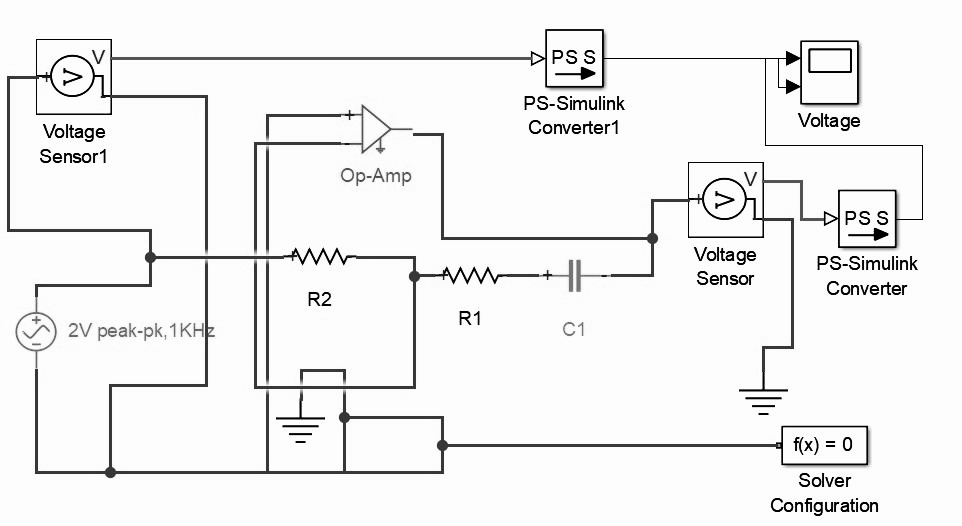 V
PS S
Voltage
Sensor1
PS-Simulink
Converter1
Voltage
Op-Amp
V
PS S
Voltage
Sensor
PS-Simulink
Converter
R2
R1
C1
2V peak-pk,1KHz
f(x) = 0
Solver
Configuration